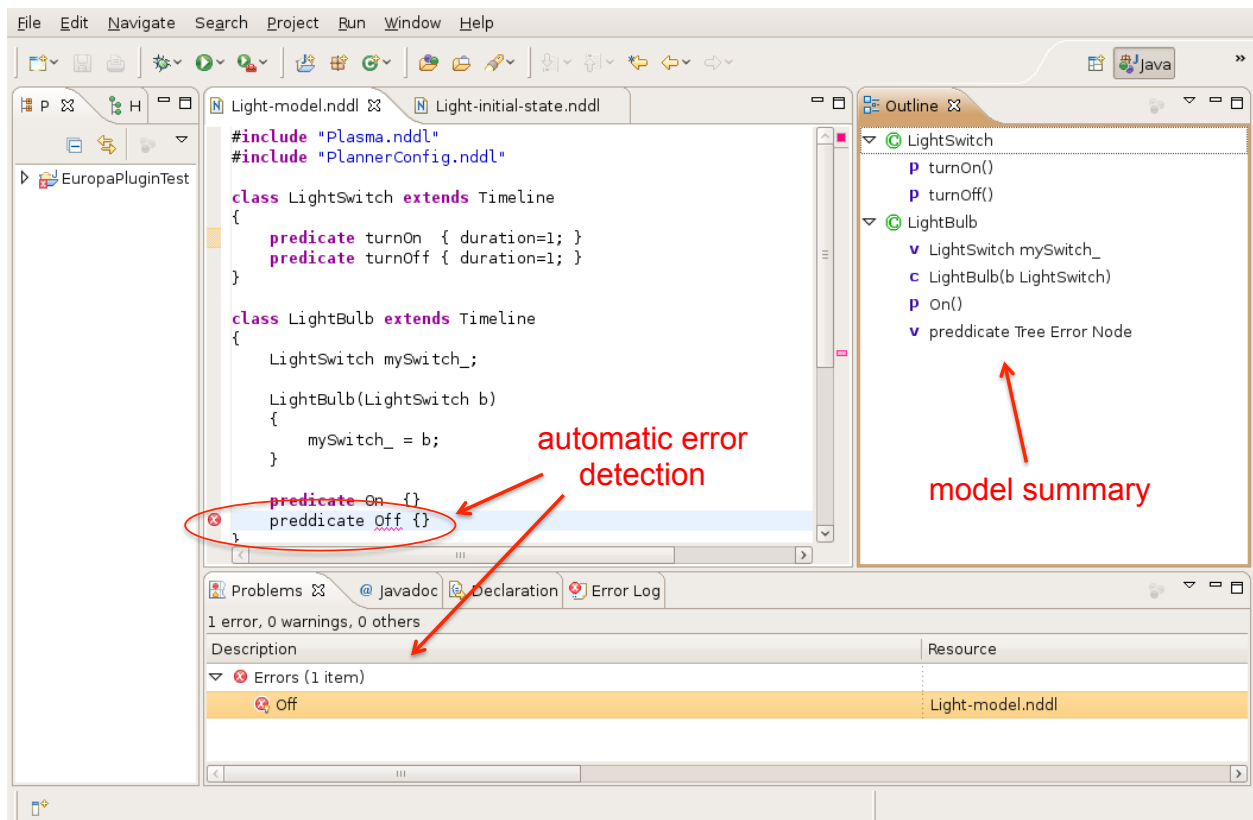 File Edit Navigate Search Project Run Window Help
Java »
P H
Light-model.nddl Light-initial-state.nddl
Outline
EuropaPluginTest
#include "Plasma.nddl"
#include "PlannerConfig.nddl"
class LightSwitch extends Timeline
{
predicate turnOn { duration=1; }
predicate turnOff { duration=1; }
}
class LightBulb extends Timeline
{
LightSwitch mySwitch_;
LightBulb(LightSwitch b)
{
mySwitch_ = b;
}
predicate On {}
preddicate Off {}
}
automatic error
detection
LightSwitch
P turnOn()
P turnOff()
LightBulb
v LightSwitch mySwitch_
c LightBulb(b LightSwitch)
P On()
v preddicate Tree Error Node
model summary
Problems @ Javadoc Declaration Error Log
1 error, 0 warnings, 0 others
Description Resource
Errors (1 item)
Off Light-model.nddl